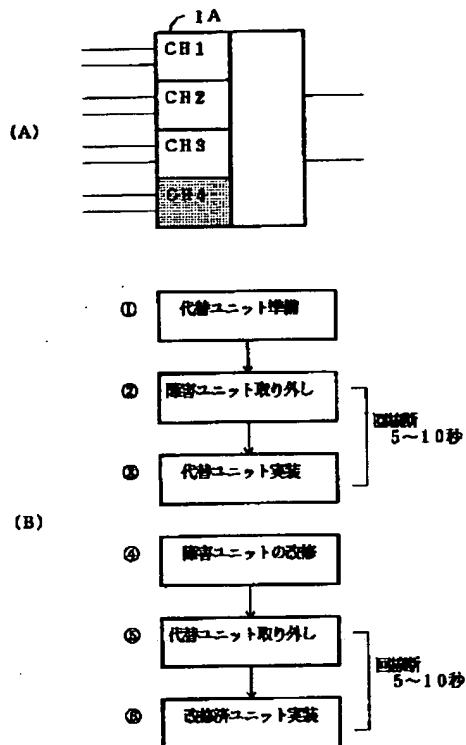 1A
CH1
CH2
(A)
CH3
CH4
① 代替ユニット準備
② 障害ユニット取り外し
回線断
5～10秒
③ 代替ユニット実装
(B)
④ 障害ユニットの改修
⑤ 代替ユニット取り外し
回線断
5～10秒
⑥ 改修済ユニット実装